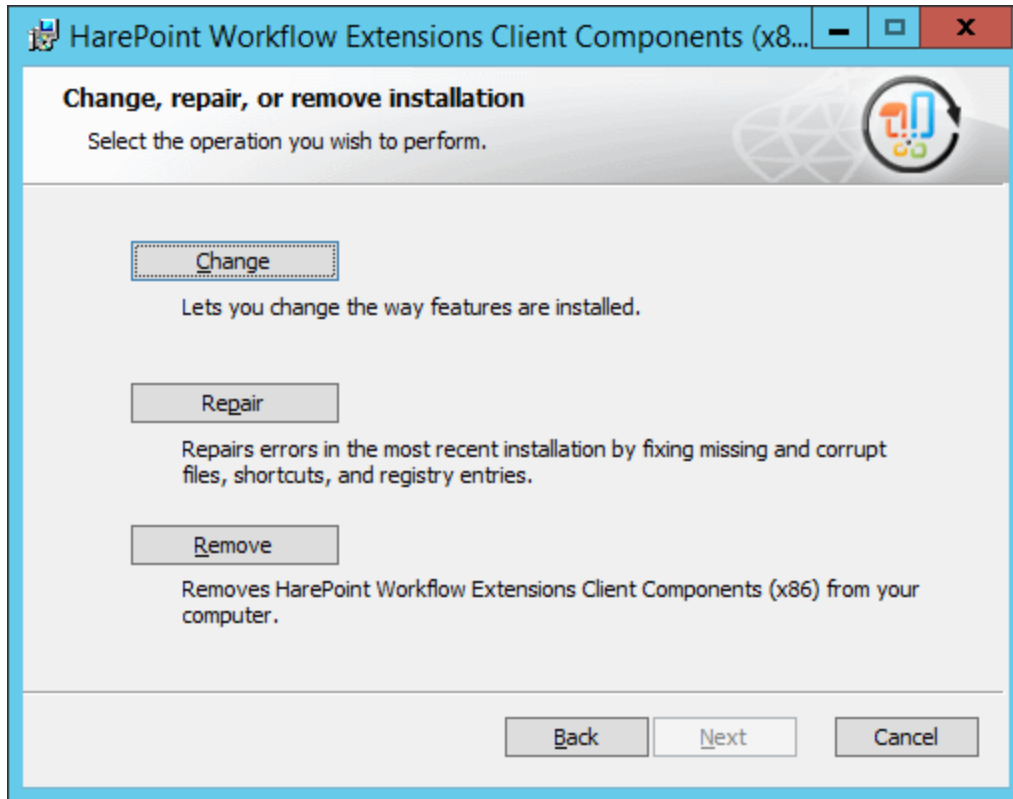 HarePoint Workflow Extensions Client Components (x8...
Change, repair, or remove installation
Select the operation you wish to perform.
Change
Lets you change the way features are installed.
Repair
Repairs errors in the most recent installation by fixing missing and corrupt
files, shortcuts, and registry entries.
Remove
Removes HarePoint Workflow Extensions Client Components (x86) from your
computer.
Back
Next
Cancel